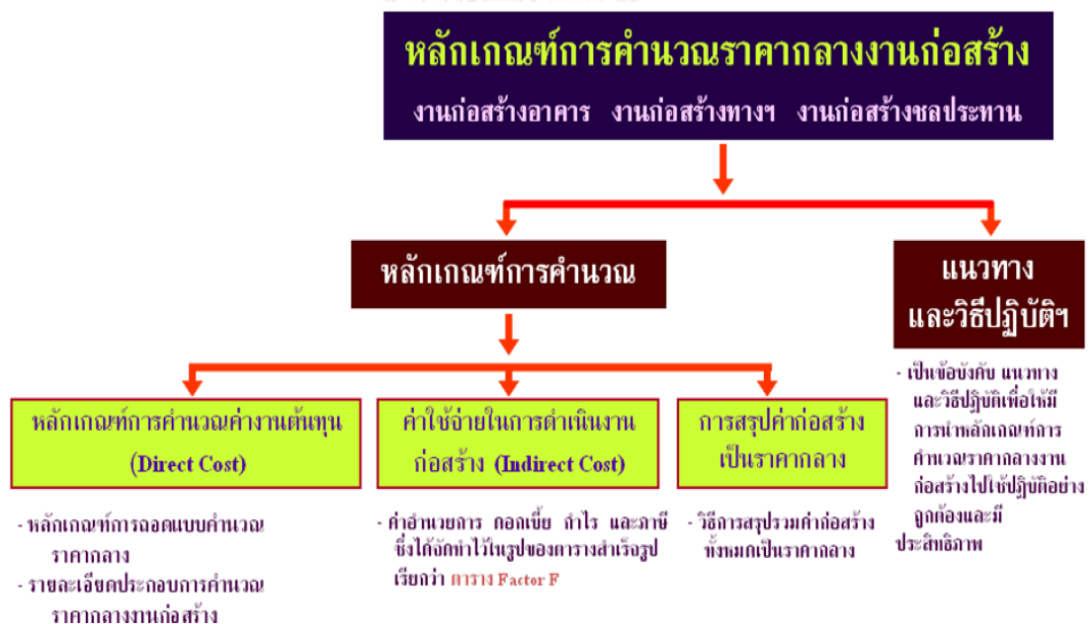 หลักเกณฑ์การคำนวณราคากลางงานก่อสร้าง
งานก่อสร้างอาคาร งานก่อสร้างทางฯ งานก่อสร้างชลประทาน
หลักเกณฑ์การคำนวณ
แนวทาง
และวิธีปฏิบัติฯ
หลักเกณฑ์การคำนวณค่างานต้นทุน
(Direct Cost)
- หลักเกณฑ์การถอดแบบคำนวณ
ราคากลาง
- รายละเอียดประกอบการคำนวณ
ราคากลางงานก่อสร้าง
ค่าใช้จ่ายในการดำเนินงาน
ก่อสร้าง (Indirect Cost)
- ค่าอำนวยการ ดอกเบี้ย กำไร และภาษี
ซึ่งได้จัดทำไว้ในรูปของตารางสำเร็จรูป
เรียกว่า ตาราง Factor F
การสรุปค่าก่อสร้าง
เป็นราคากลาง
- วิธีการสรุปรวมค่าก่อสร้าง
ทั้งหมดเป็นราคากลาง
- เป็นข้อบังคับ แนวทาง
และวิธีปฏิบัติเพื่อให้มี
การนำหลักเกณฑ์การ
คำนวณราคากลางงาน
ก่อสร้างไปใช้ปฏิบัติอย่าง
ถูกต้องและมี
ประสิทธิภาพ